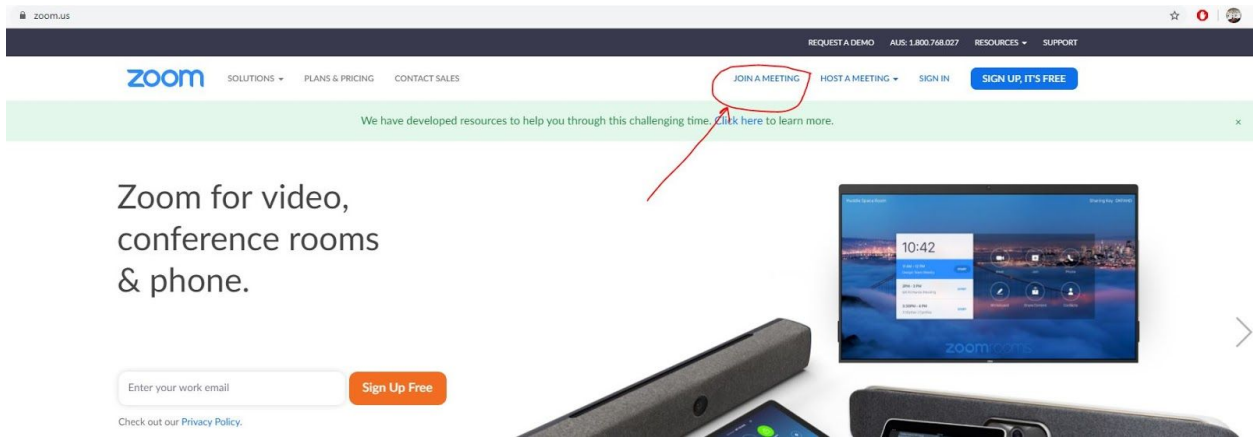 zoom.us
REQUEST A DEMO AUS: 1.800.768.027 RESOURCES SUPPORT
zoom SOLUTIONS PLANS & PRICING CONTACT SALES JOIN A MEETING HOST A MEETING SIGN IN SIGN UP, IT'S FREE
We have developed resources to help you through this challenging time. Click here to learn more. ×
Zoom for video,
conference rooms
& phone.
10:42
zoomrooms
Enter your work email Sign Up Free
Check out our Privacy Policy.